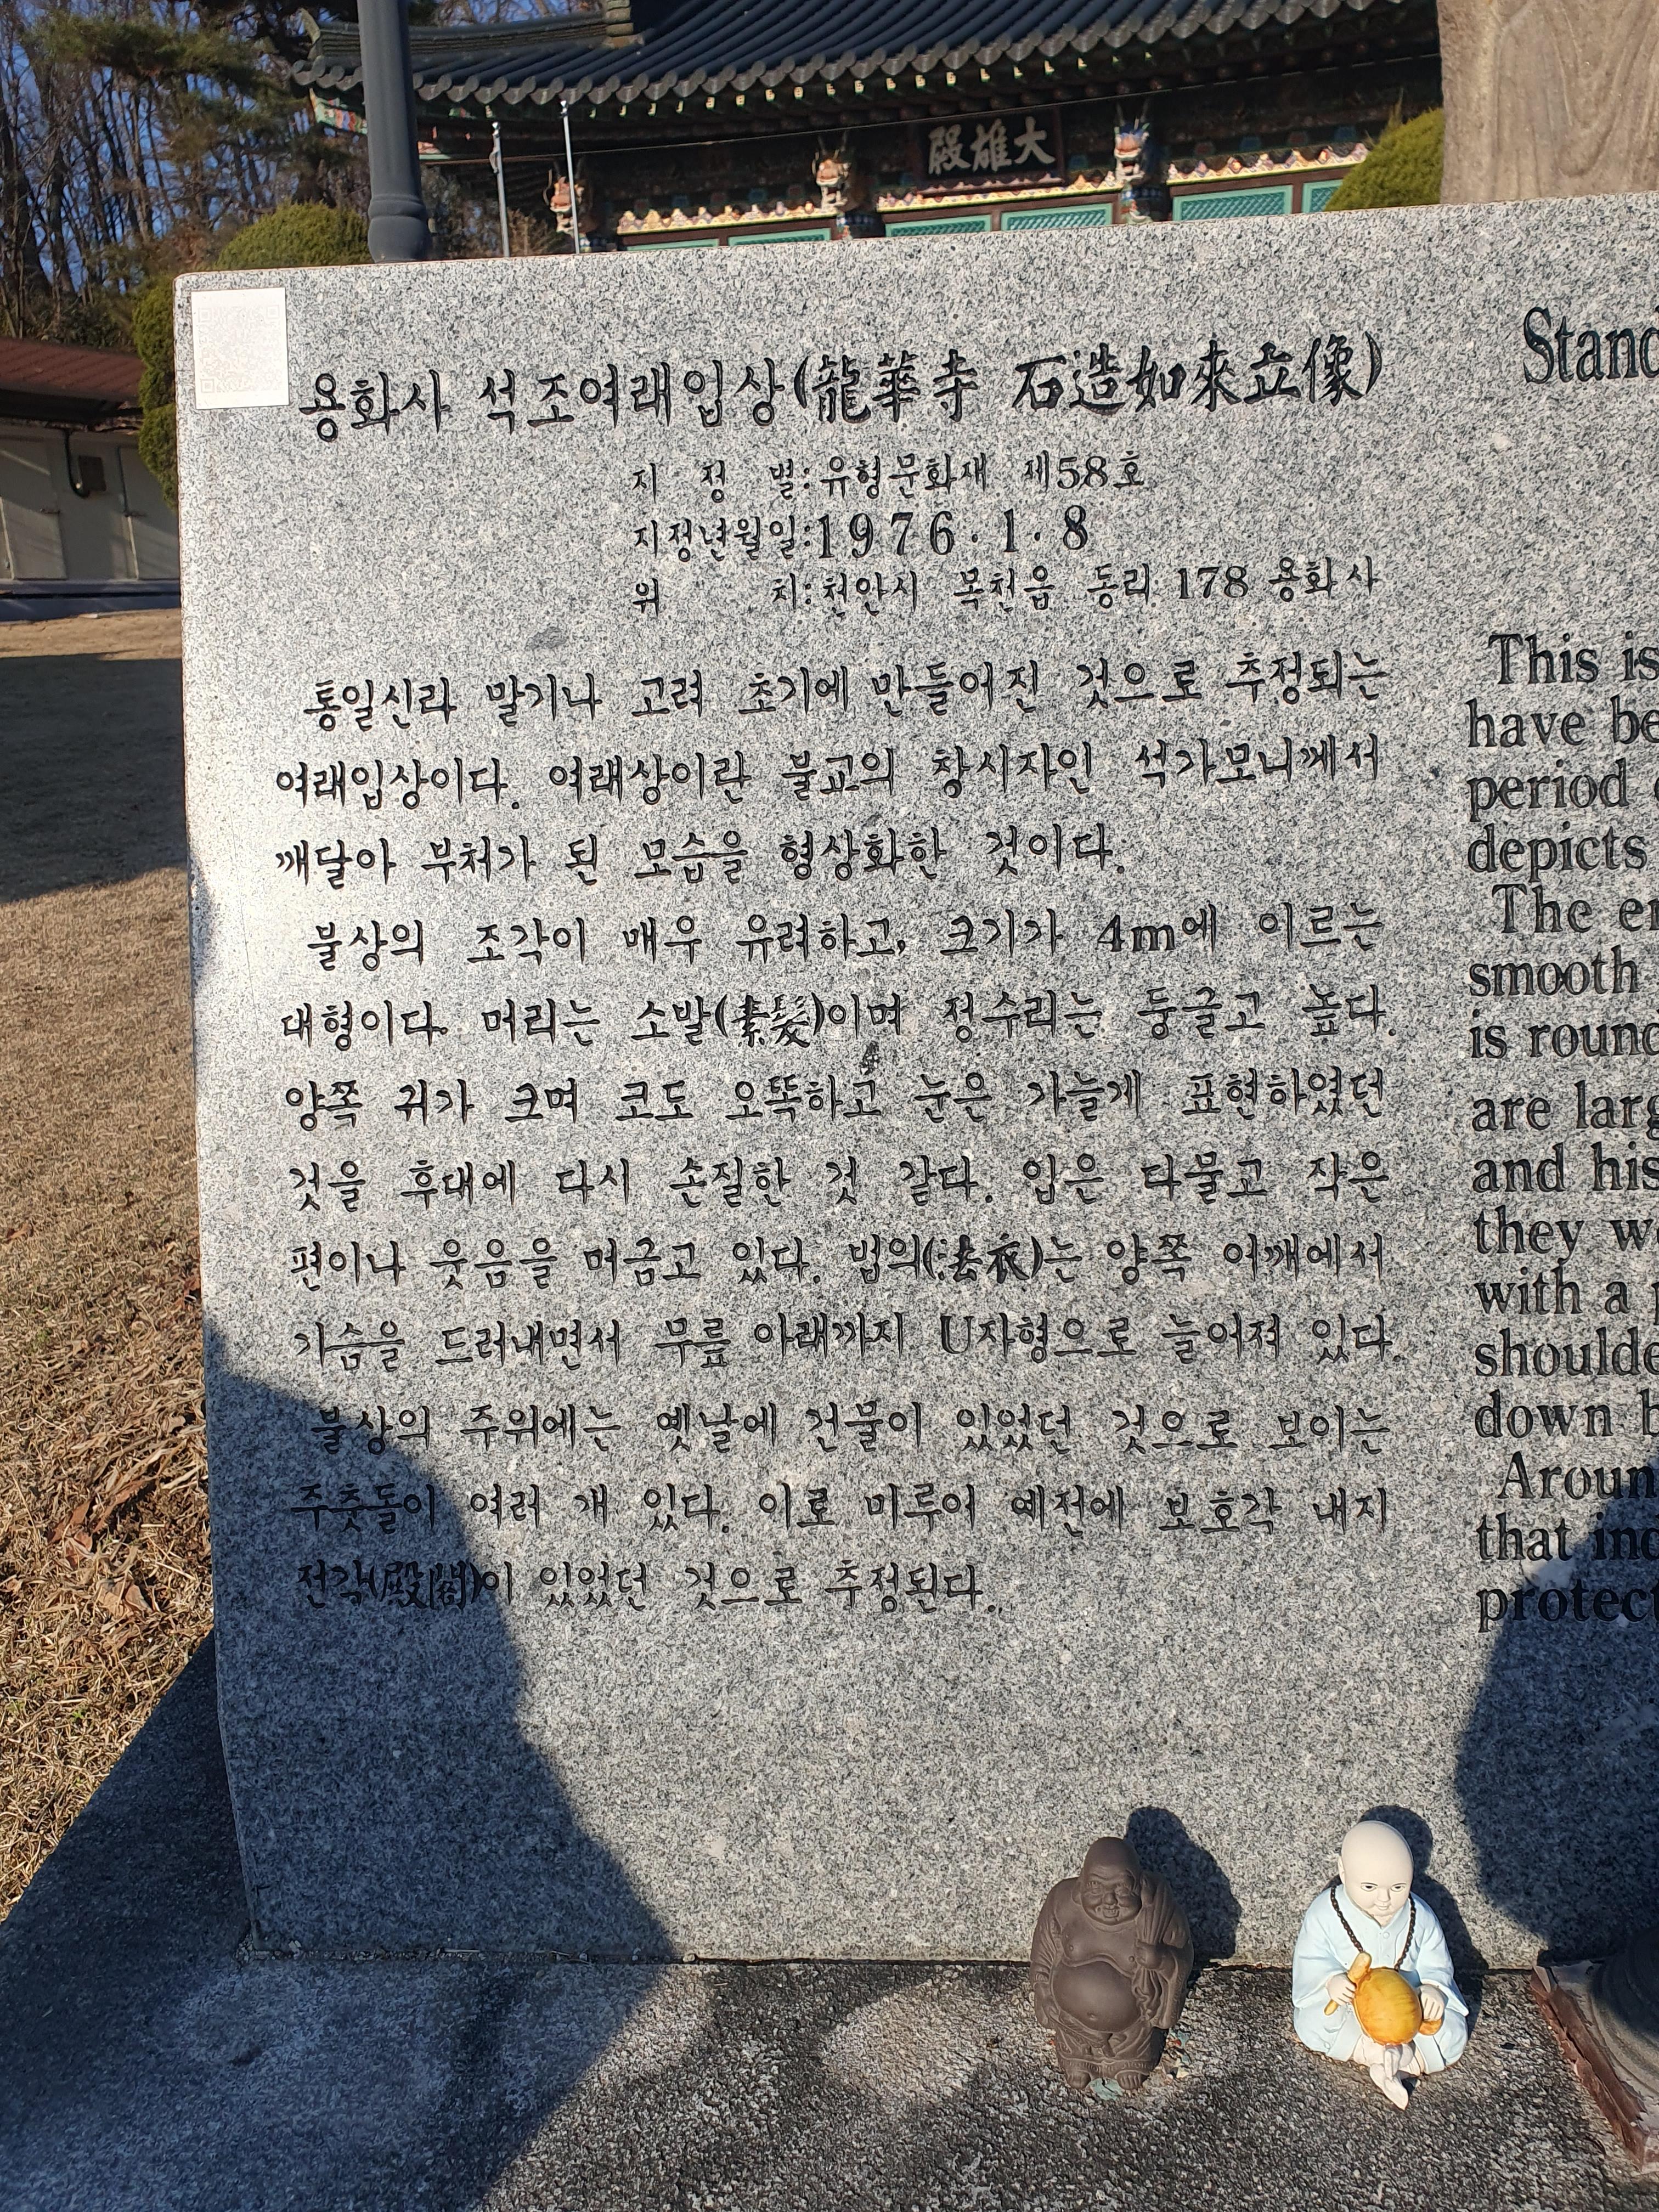 大雄殿
용화사 석조여래입상(龍華寺 石造如來立像)
지 정 별:유형문화재 제58호
지정년월일:1976.1.8
위 치:천안시 목천읍 동리 178 용화사
통일신라 말기나 고려 초기에 만들어진 것으로 추정되는
여래입상이다. 여래상이란 불교의 창시자인 석가모니께서
깨달아 부처가 된 모습을 형상화한 것이다.
불상의 조각이 매우 유려하고, 크기가 4m에 이르는
대형이다. 머리는 소발(素髮)이며 정수리는 둥글고 높다.
양쪽 귀가 크며 코도 오똑하고 눈은 가늘게 표현하였던
것을 후대에 다시 손질한 것 같다. 입은 다물고 작은
편이나 웃음을 머금고 있다. 법의(法衣)는 양쪽 어깨에서
가슴을 드러내면서 무릎 아래까지 U자형으로 늘어져 있다.
불상의 주위에는 옛날에 건물이 있었던 것으로 보이는
주춧돌이 여러 개 있다. 이로 미루어 예전에 보호각 내지
전각(殿閣)이 있었던 것으로 추정된다.
Stand
This is
have be
period
depicts
The en
smooth
is round
are larg
and his
they we
with a
shoulde
down b
Aroun
that ind
protect